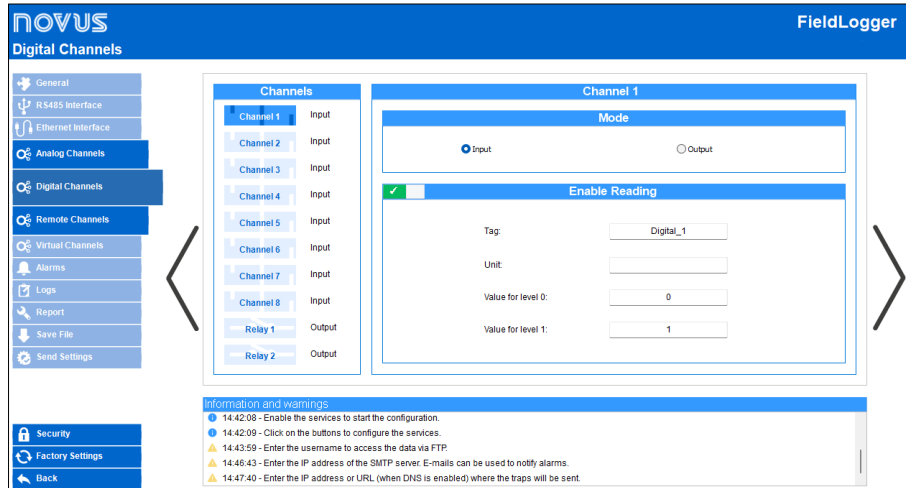 novus
FieldLogger
Digital Channels
General
RS485 Interface
Ethernet Interface
Analog Channels
Digital Channels
Remote Channels
Virtual Channels
Alarms
Logs
Report
Save File
Send Settings
Security
Factory Settings
Back
Channels
Channel 1 Input
Channel 2 Input
Channel 3 Input
Channel 4 Input
Channel 5 Input
Channel 6 Input
Channel 7 Input
Channel 8 Input
Relay 1 Output
Relay 2 Output
Channel 1
Mode
Input Output
Enable Reading
Tag: Digital_1
Unit:
Value for level 0: 0
Value for level 1: 1
Information and warnings
14:42:08 - Enable the services to start the configuration.
14:42:09 - Click on the buttons to configure the services.
14:43:59 - Enter the username to access the data via FTP.
14:46:43 - Enter the IP address of the SMTP server. E-mails can be used to notify alarms.
14:47:40 - Enter the IP address or URL (when DNS is enabled) where the traps will be sent.